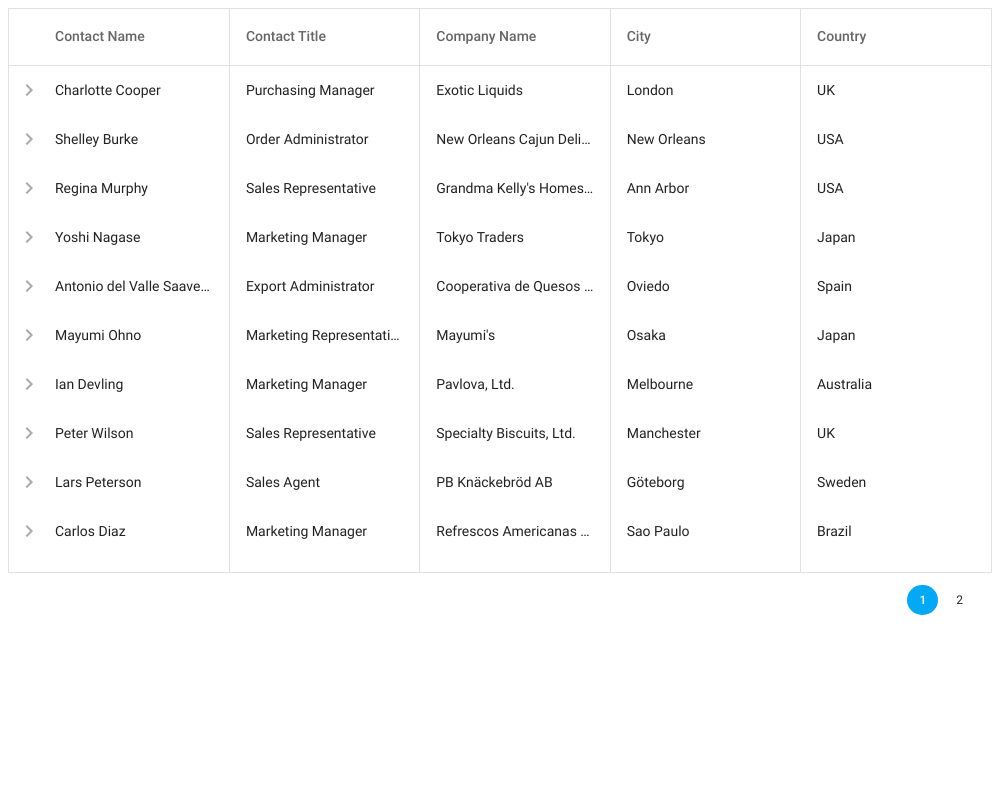 Contact Name Contact Title Company Name City Country
Charlotte Cooper Purchasing Manager Exotic Liquids London UK
Shelley Burke Order Administrator New Orleans Cajun Deli... New Orleans USA
Regina Murphy Sales Representative Grandma Kelly's Homes... Ann Arbor USA
Yoshi Nagase Marketing Manager Tokyo Traders Tokyo Japan
Antonio del Valle Saave... Export Administrator Cooperativa de Quesos ... Oviedo Spain
Mayumi Ohno Marketing Representati... Mayumi's Osaka Japan
Ian Devling Marketing Manager Pavlova, Ltd. Melbourne Australia
Peter Wilson Sales Representative Specialty Biscuits, Ltd. Manchester UK
Lars Peterson Sales Agent PB Knäckebröd AB Göteborg Sweden
Carlos Diaz Marketing Manager Refrescos Americanas ... Sao Paulo Brazil
1 2